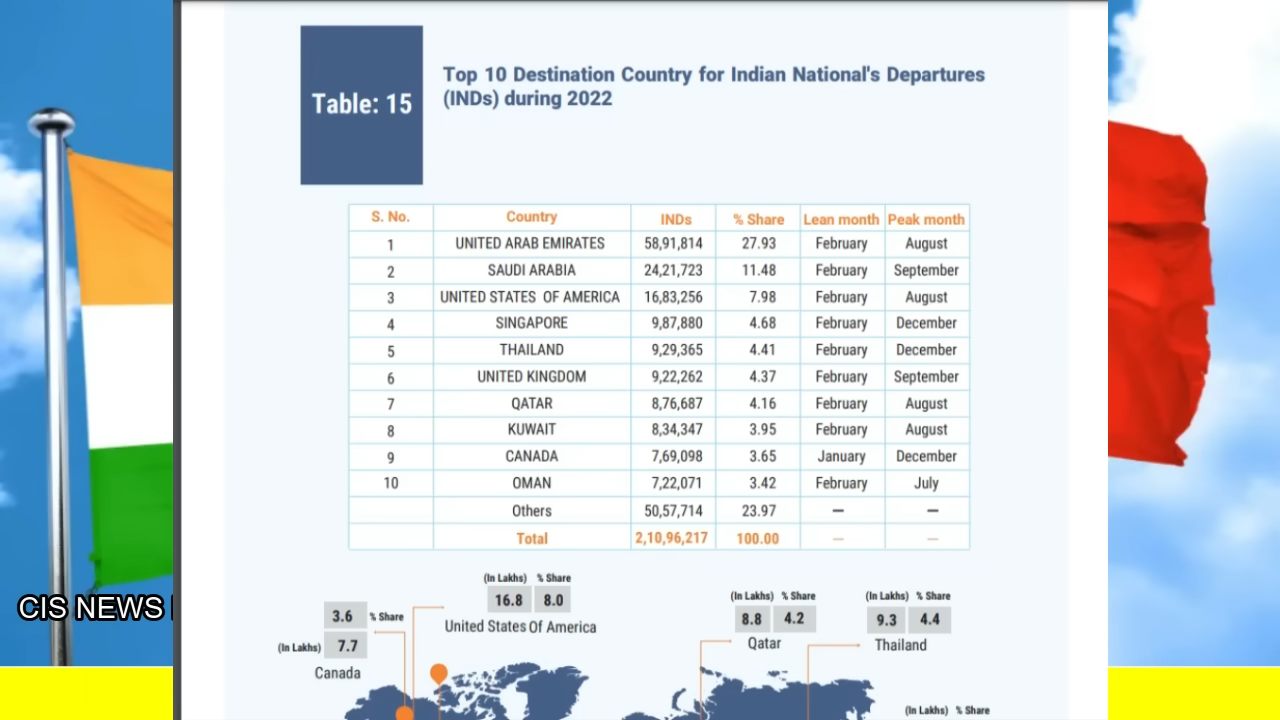 Table: 15
Top 10 Destination Country for Indian National's Departures
(INDs) during 2022
S. No. Country INDs % Share Lean month Peak month
1 UNITED ARAB EMIRATES 58,91,814 27.93 February August
2 SAUDI ARABIA 24,21,723 11.48 February September
3 UNITED STATES OF AMERICA 16,83,256 7.98 February August
4 SINGAPORE 9,87,880 4.68 February December
5 THAILAND 9,29,365 4.41 February December
6 UNITED KINGDOM 9,22,262 4.37 February September
7 QATAR 8,76,687 4.16 February August
8 KUWAIT 8,34,347 3.95 February August
9 CANADA 7,69,098 3.65 January December
10 OMAN 7,22,071 3.42 February July
Others 50,57,714 23.97 — —
Total 2,10,96,217 100.00 — —
(In Lakhs) % Share
16.8 8.0
United States Of America
3.6 % Share
(In Lakhs) 7.7
Canada
(In Lakhs) % Share
8.8 4.2
Qatar
(In Lakhs) % Share
9.3 4.4
Thailand
(In Lakhs) % Share
CIS NEWS